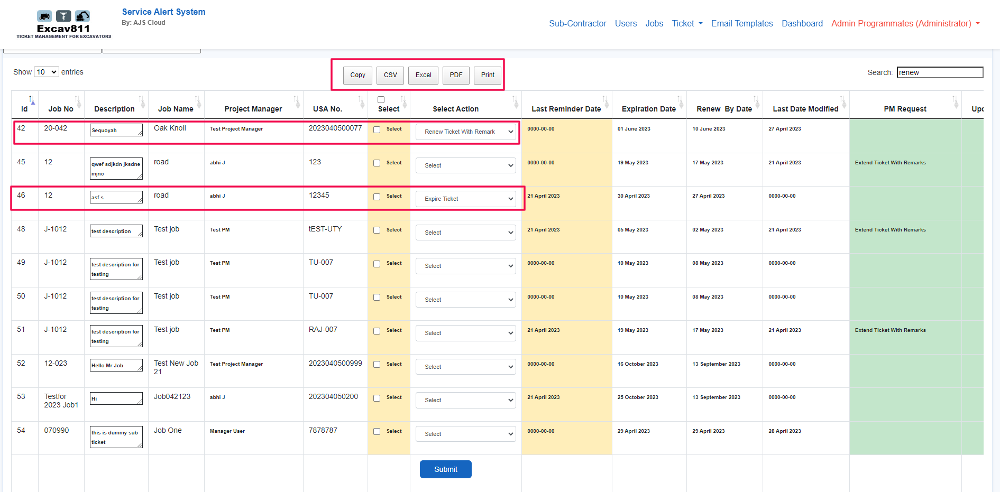 Service Alert System
By: AJS Cloud
Excav811
TICKET MANAGEMENT FOR EXCAVATORS
Sub-Contractor Users Jobs Ticket Email Templates Dashboard Admin Programmates (Administrator)
Show 10 entries
Copy CSV Excel PDF Print
Search: renew
Id Job No Description Job Name Project Manager USA No. Select Select Action Last Reminder Date Expiration Date Renew By Date Last Date Modified PM Request Upc
42 20-042 Sequoyah Oak Knoll Test Project Manager 2023040500077 Select Renew Ticket With Remark 0000-00-00 01 June 2023 10 June 2023 27 April 2023
45 12 qwef sdjkdn jksdne road abhi J 123 Select Select 0000-00-00 19 May 2023 17 May 2023 21 April 2023 Extend Ticket With Remarks
mjnc
46 12 asf s road abhi J 12345 Select Expire Ticket 21 April 2023 30 April 2023 27 April 2023 0000-00-00
48 J-1012 test description Test job Test PM tEST-UTY Select Select 21 April 2023 05 May 2023 02 May 2023 21 April 2023 Extend Ticket With Remarks
49 J-1012 test description for Test job Test PM TU-007 Select Select 0000-00-00 10 May 2023 08 May 2023 0000-00-00
testing
50 J-1012 test description for Test job Test PM TU-007 Select Select 0000-00-00 10 May 2023 08 May 2023 0000-00-00
testing
51 J-1012 test description for Test job Test PM RAJ-007 Select Select 21 April 2023 19 May 2023 17 May 2023 21 April 2023 Extend Ticket With Remarks
testing
52 12-023 Hello Mr Job Test New Job Test Project Manager 2023040500999 Select Select 0000-00-00 16 October 2023 13 September 2023 0000-00-00
21
53 Testfor Hi Job042123 abhi J 202304050200 Select Select 21 April 2023 25 October 2023 13 September 2023 0000-00-00
2023 Job1
54 070990 this is dummy sub Job One Manager User 7878787 Select Select 0000-00-00 29 April 2023 29 April 2023 28 April 2023
ticket
Submit